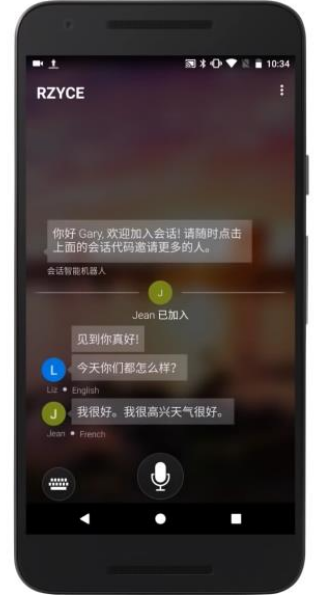 10:34
RZYCE
你好 Gary, 欢迎加入会话! 请随时点击
上面的会话代码邀请更多的人。
会话智能机器人
J
Jean 已加入
见到你真好!
今天你们都怎么样?
L
Liz • English
我很好。我很高兴天气很好。
J
Jean • French